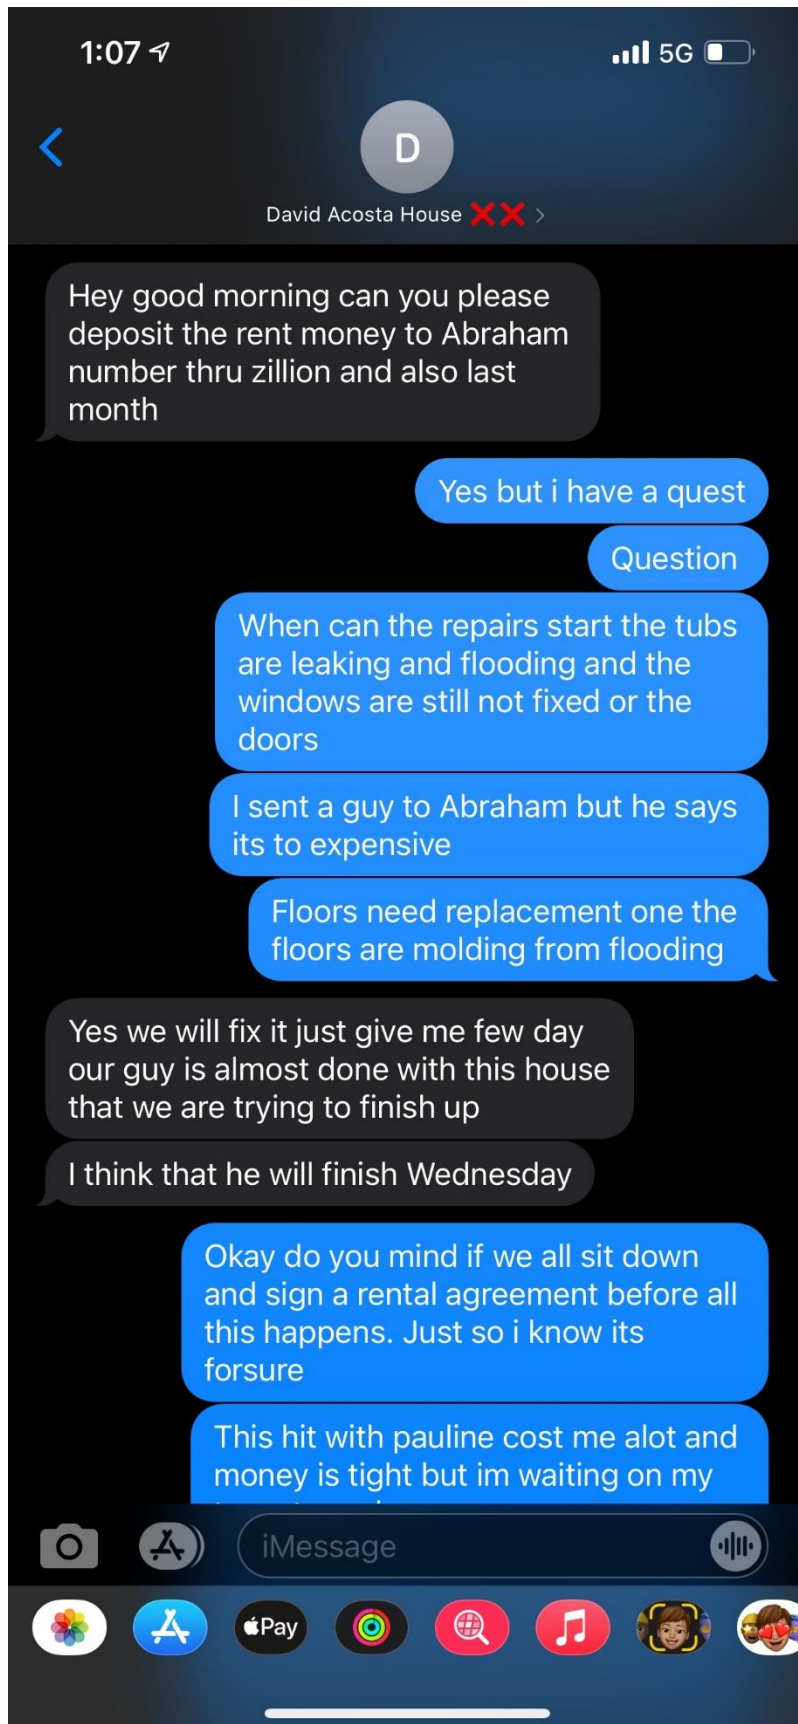 1:07
5G
D
David Acosta House
Hey good morning can you please
deposit the rent money to Abraham
number thru zillion and also last
month
Yes but i have a quest
Question
When can the repairs start the tubs
are leaking and flooding and the
windows are still not fixed or the
doors
I sent a guy to Abraham but he says
its to expensive
Floors need replacement one the
floors are molding from flooding
Yes we will fix it just give me few day
our guy is almost done with this house
that we are trying to finish up
I think that he will finish Wednesday
Okay do you mind if we all sit down
and sign a rental agreement before all
this happens. Just so i know its
forsure
This hit with pauline cost me alot and
money is tight but im waiting on my
iMessage
Pay